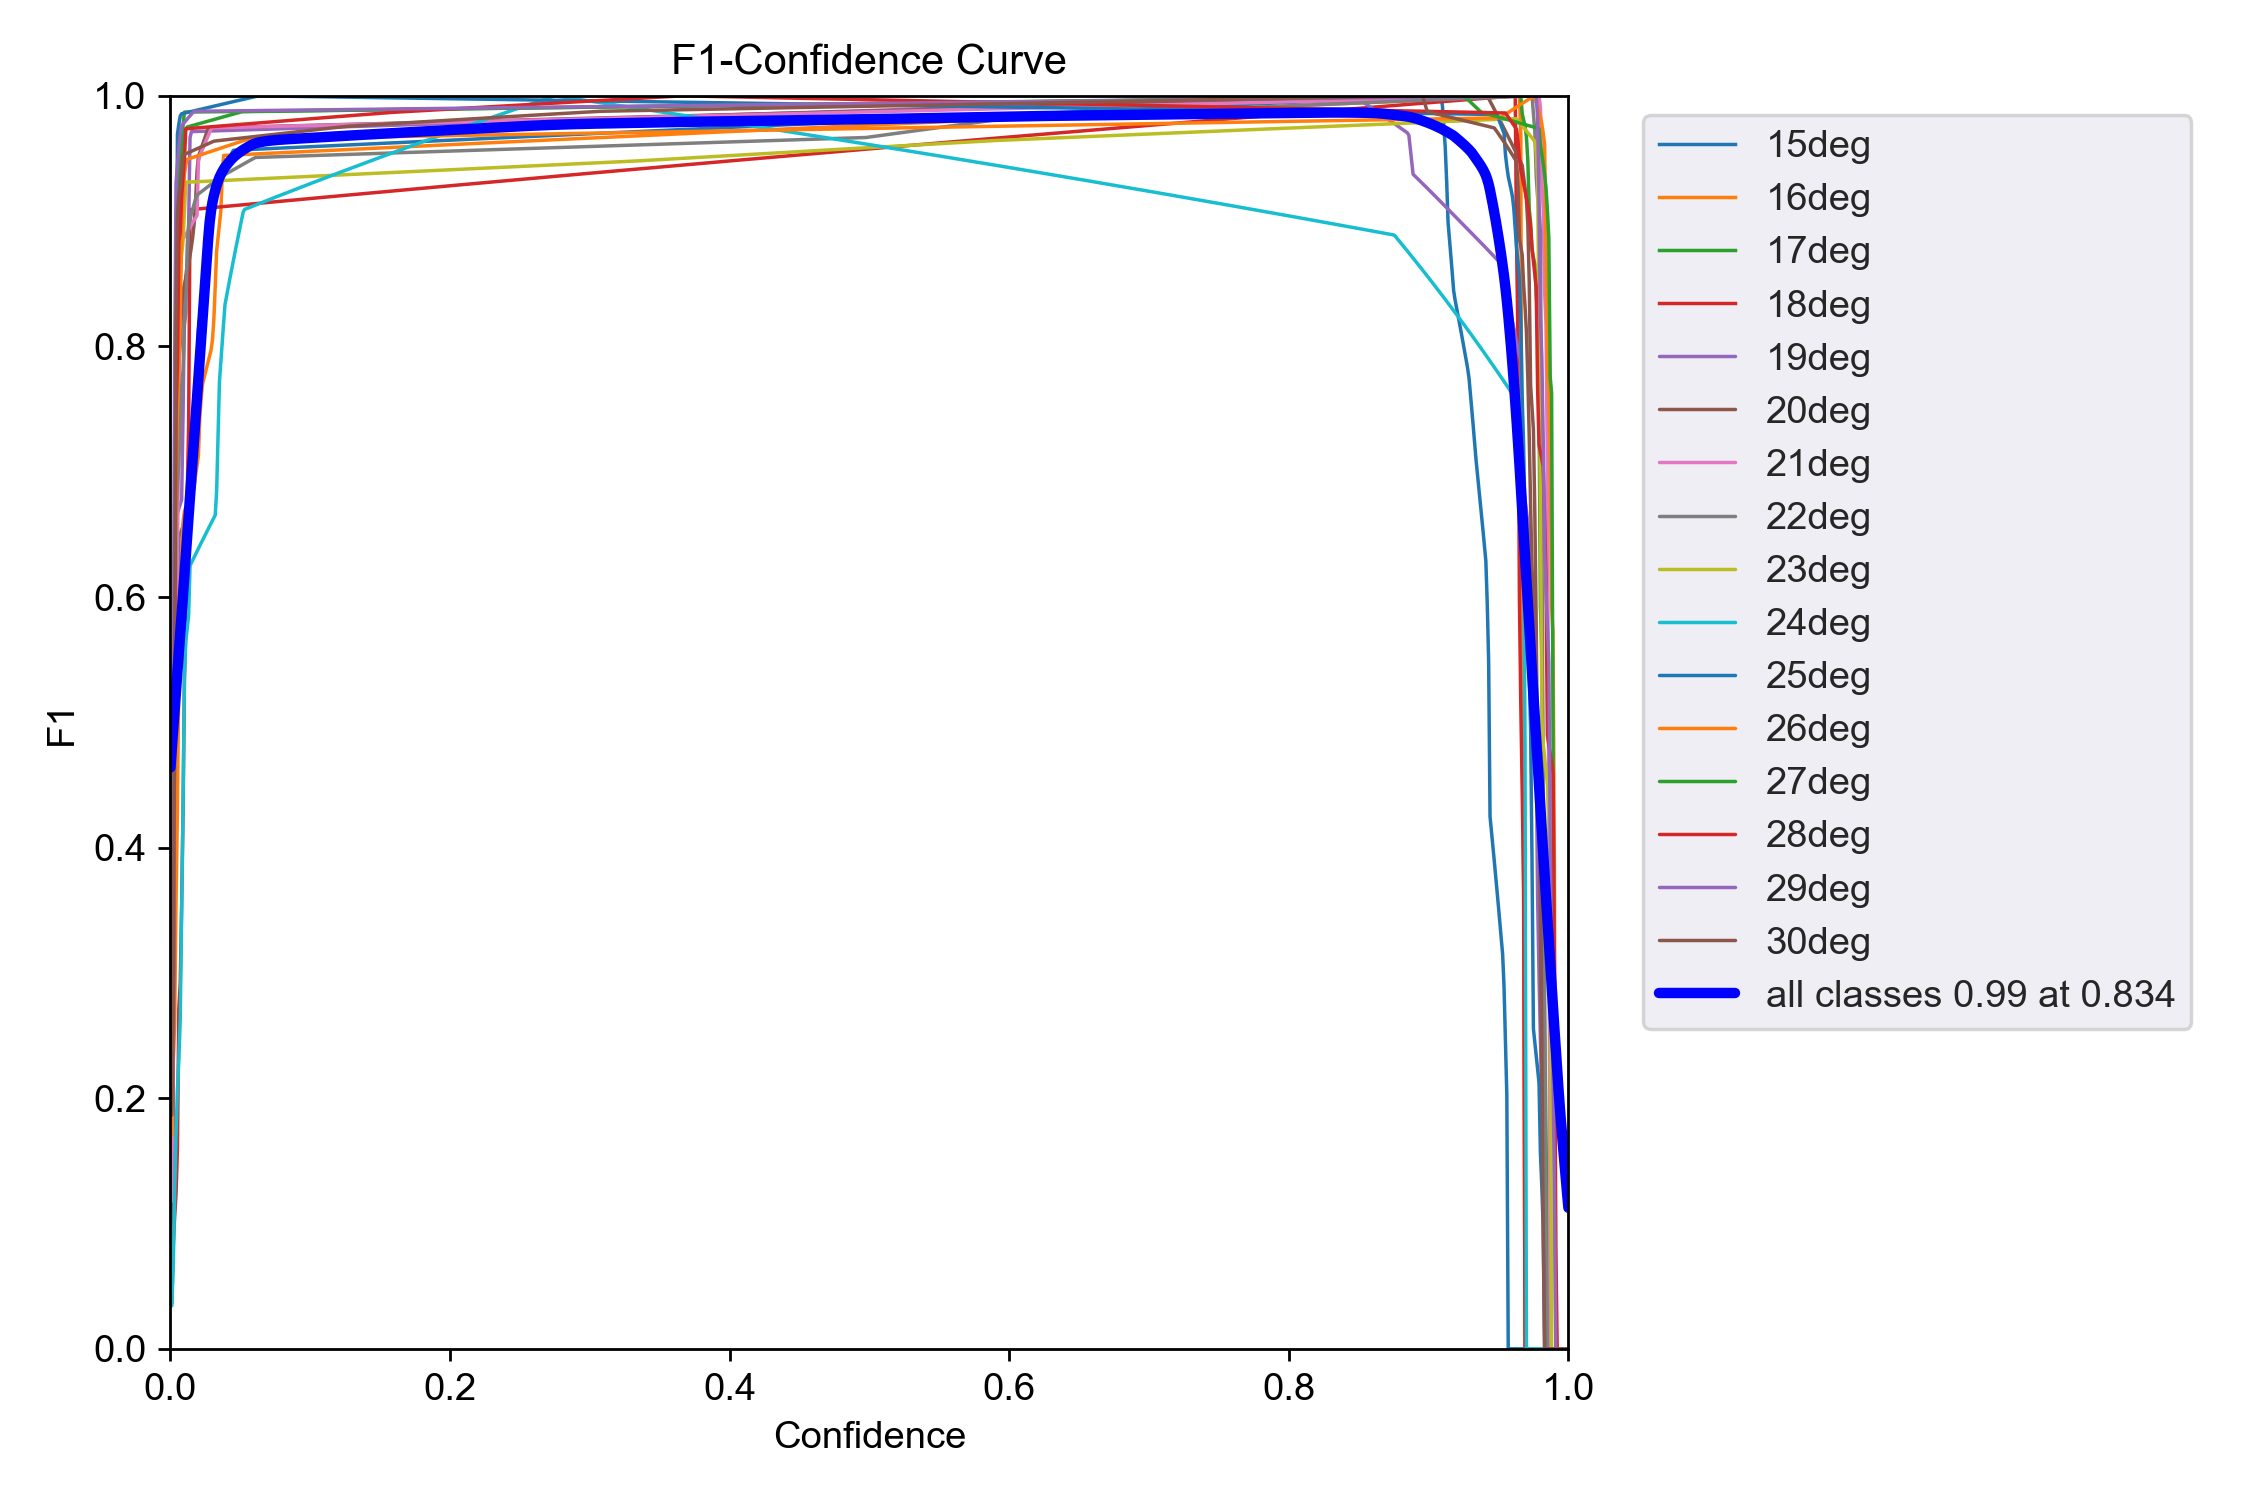 F1-Confidence Curve
1.0
0.8
0.6
0.4
0.2
0.0
F1
0.0 0.2 0.4 0.6 0.8 1.0
Confidence
15deg
16deg
17deg
18deg
19deg
20deg
21deg
22deg
23deg
24deg
25deg
26deg
27deg
28deg
29deg
30deg
all classes 0.99 at 0.834